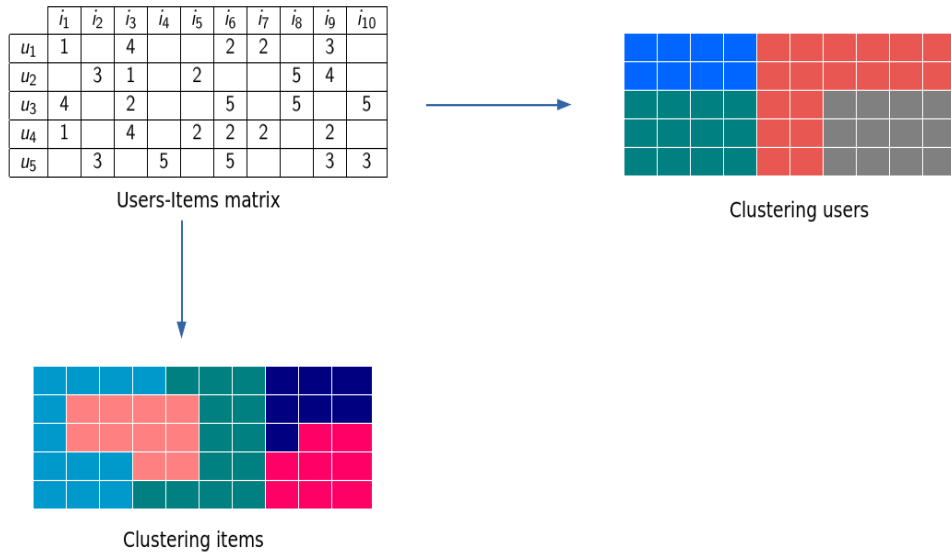 i1 i2 i3 i4 i5 i6 i7 i8 i9 i10
u1 1 4 2 2 3
u2 3 1 2 5 4
u3 4 2 5 5 5
u4 1 4 2 2 2 2
u5 3 5 5 3 3
Users-Items matrix
Clustering users
Clustering items